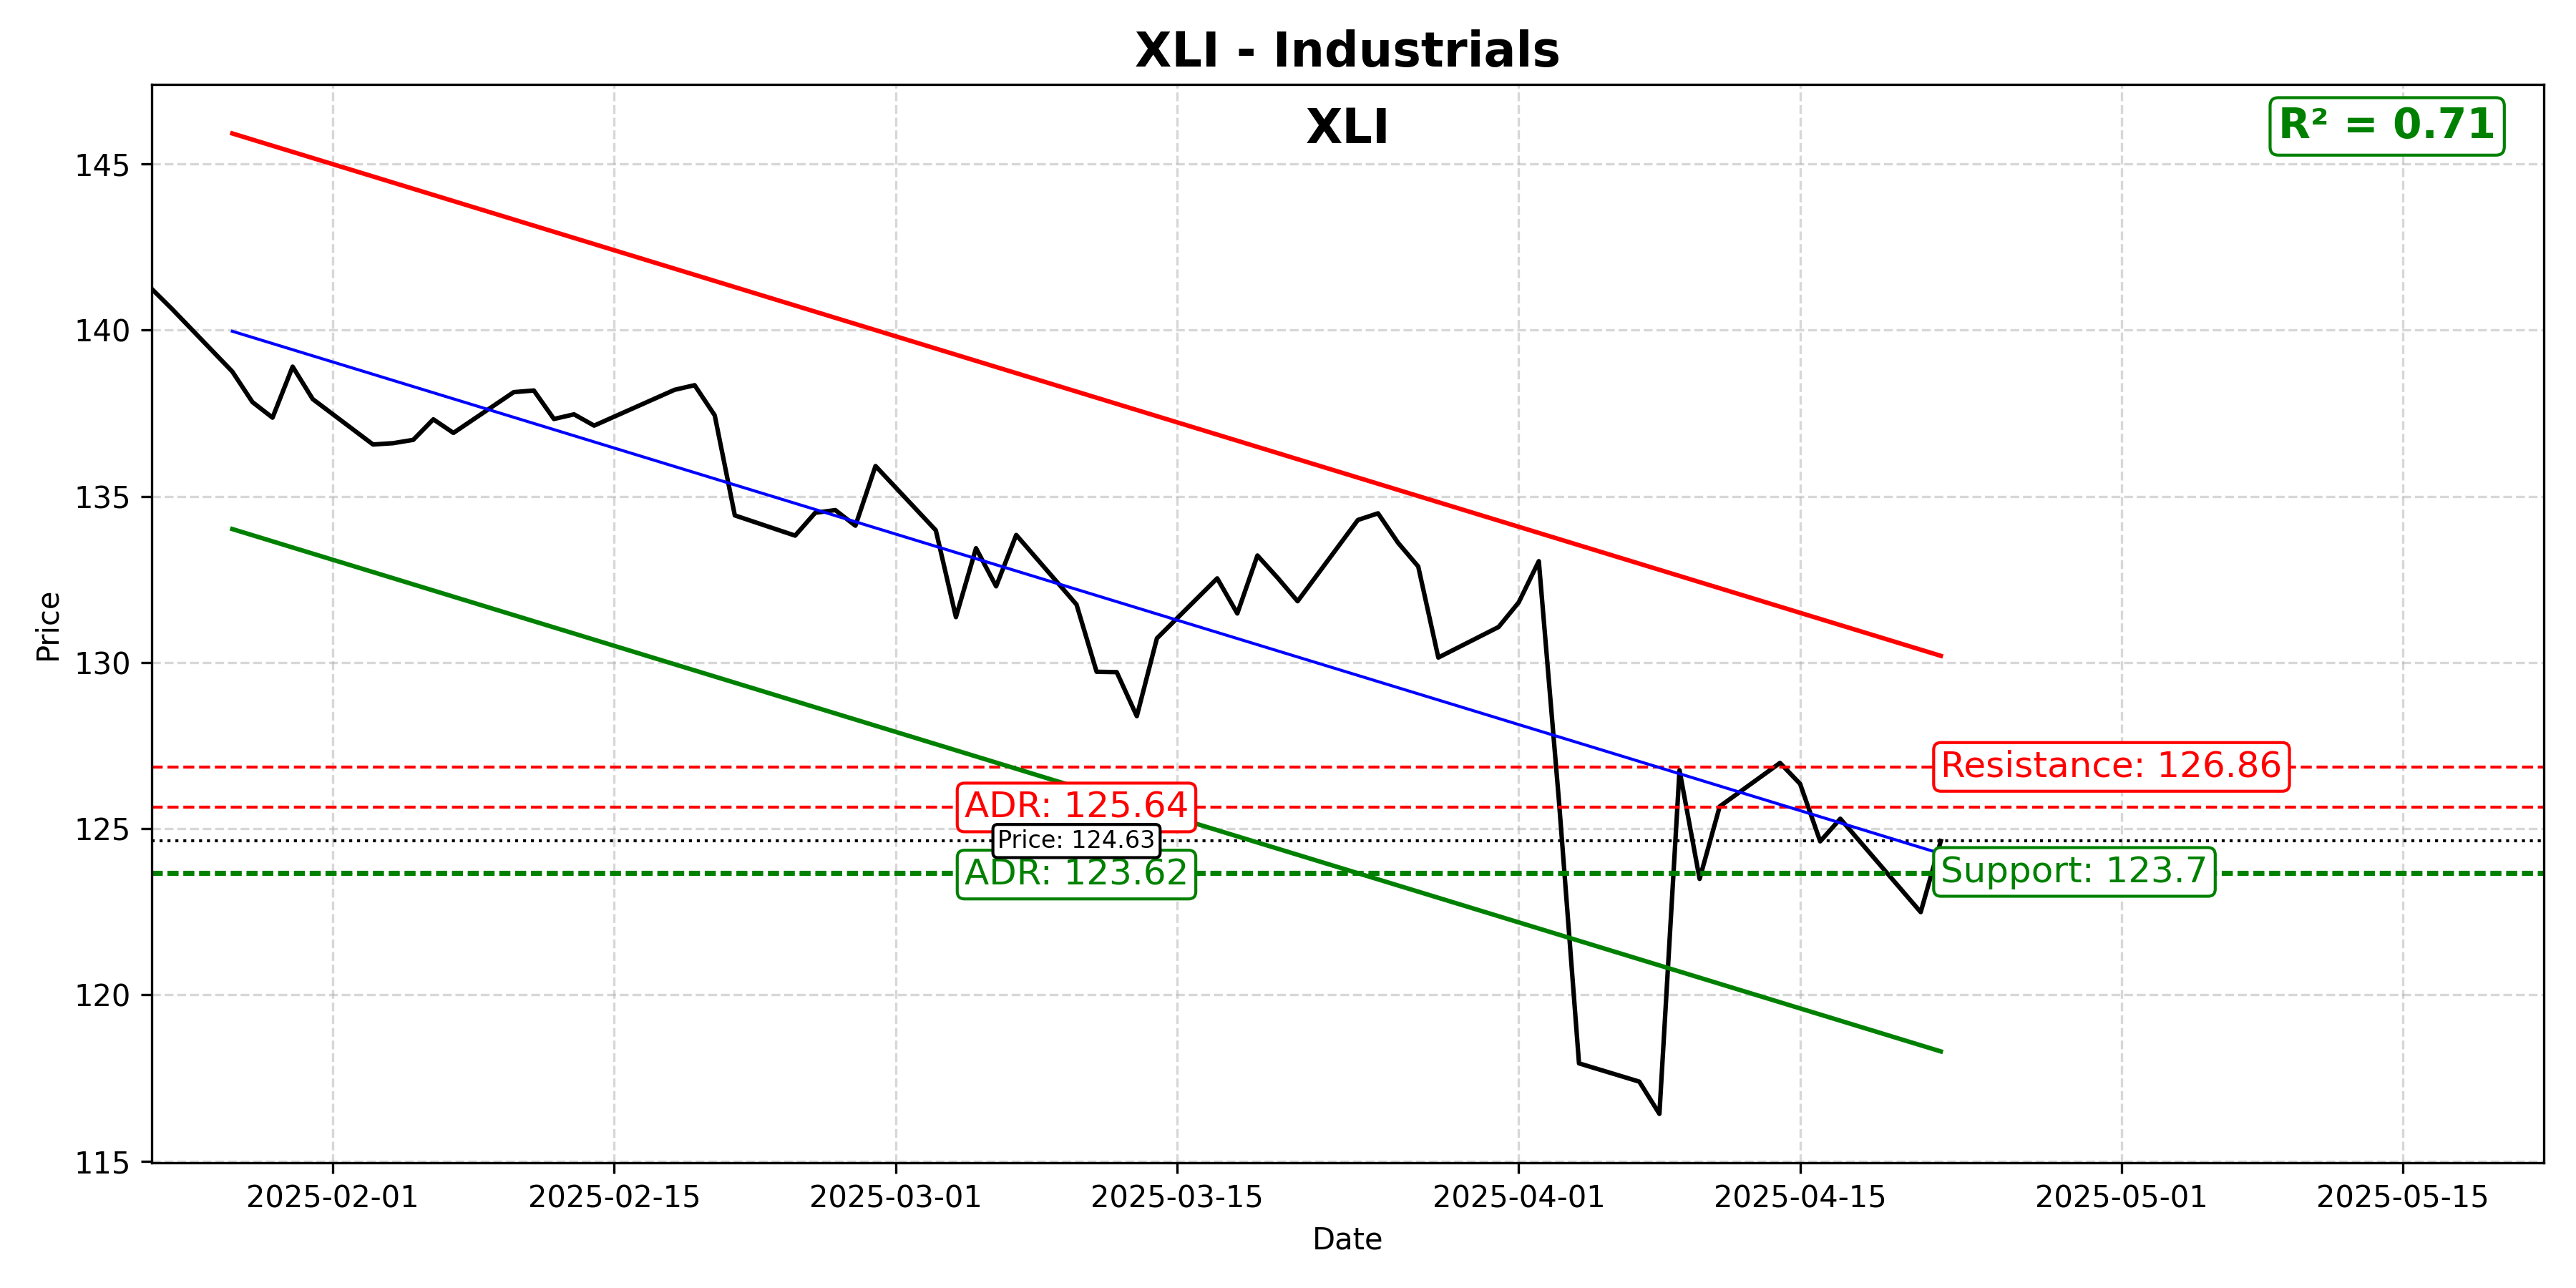 XLI - Industrials
XLI
R² = 0.71
145
140
135
130
125
120
115
Price
Resistance: 126.86
ADR: 125.64
Price: 124.63
ADR: 123.62
Support: 123.7
2025-02-01
2025-02-15
2025-03-01
2025-03-15
2025-04-01
2025-04-15
2025-05-01
2025-05-15
Date